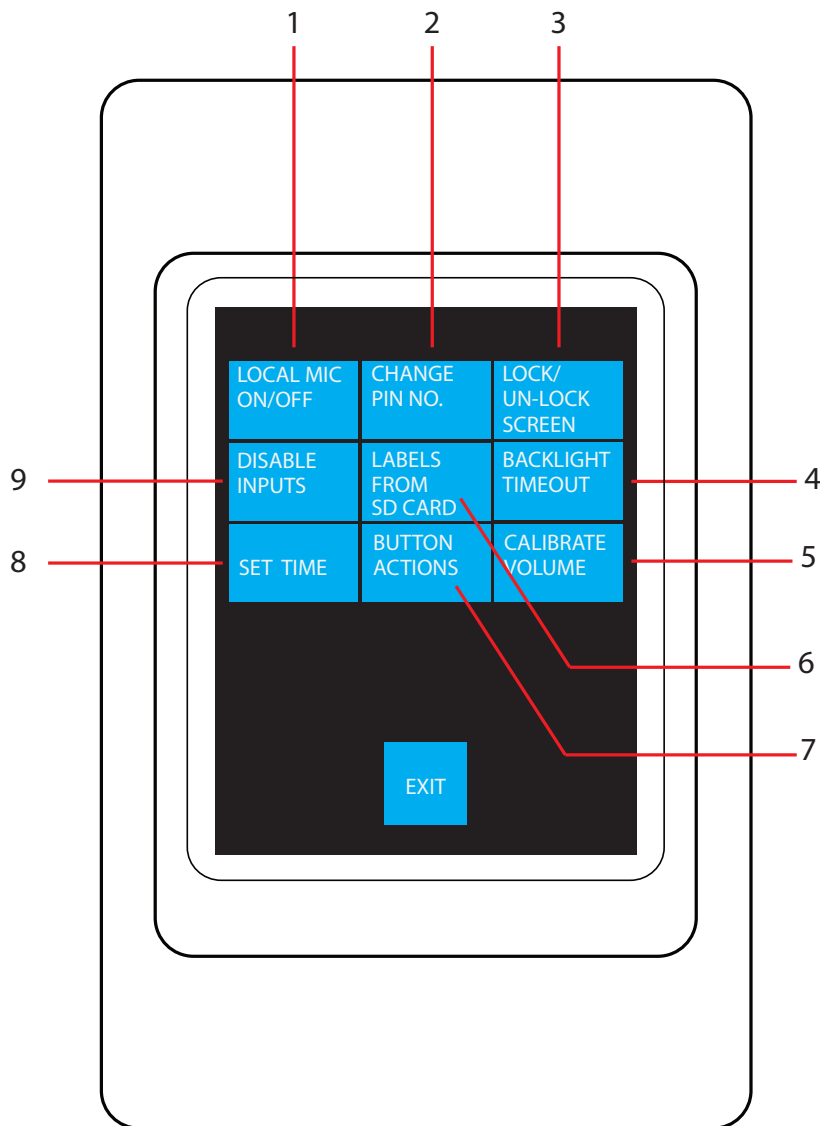 1
2
3
LOCAL MIC
ON/OFF
CHANGE
PIN NO.
LOCK/
UN-LOCK
SCREEN
9
DISABLE
INPUTS
LABELS
FROM
SD CARD
BACKLIGHT
TIMEOUT
4
8
SET TIME
BUTTON
ACTIONS
CALIBRATE
VOLUME
5
6
7
EXIT